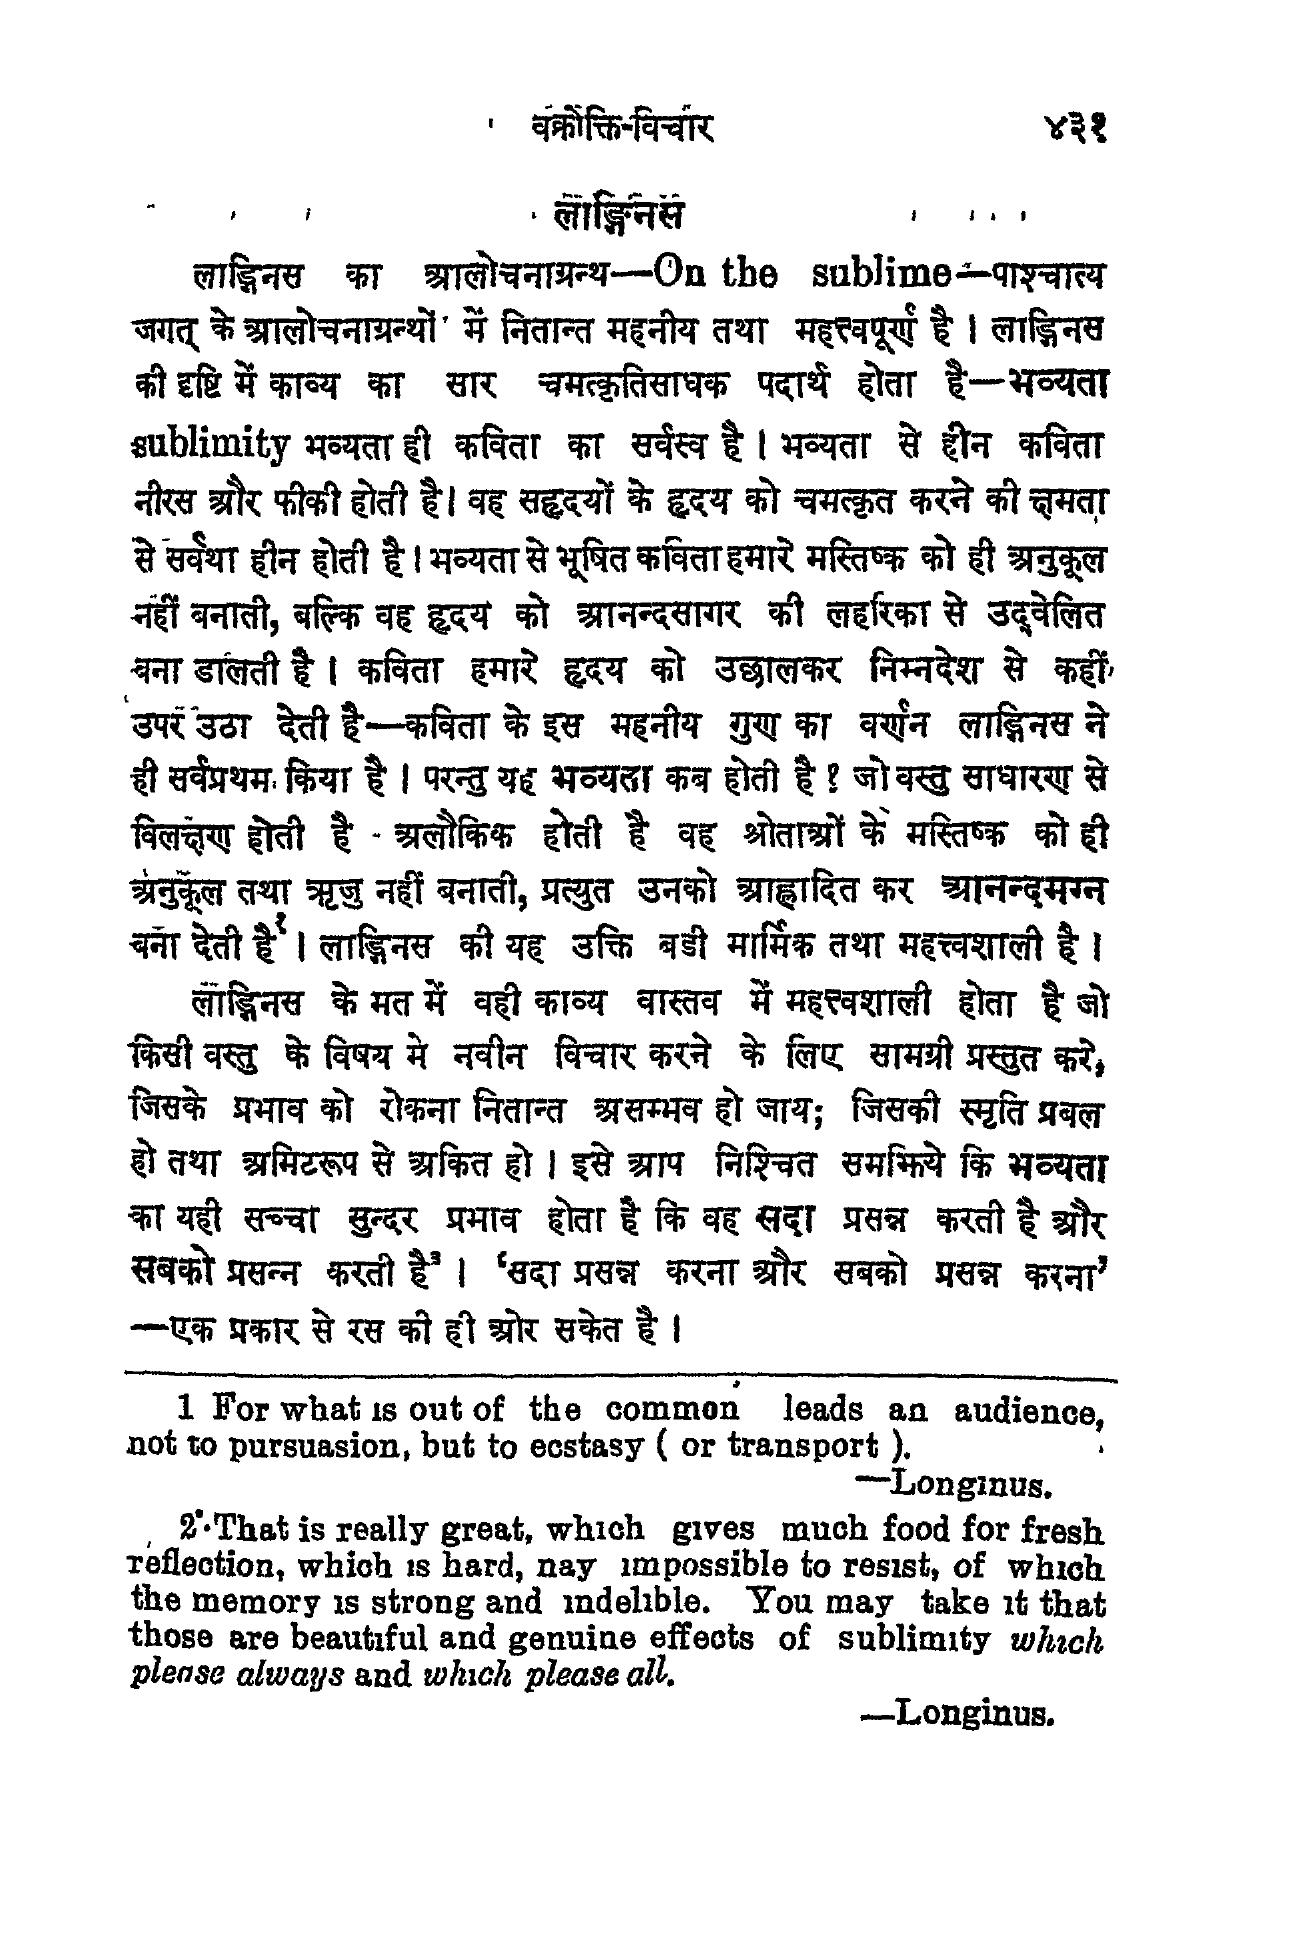 वक्रोक्ति-विचार ४३१
लाङ्गिनस
लाङ्गिनस का आलोचनाग्रन्थ—On the sublime—पाश्चात्य
जगत् के आलोचनाग्रन्थों में नितान्त महनीय तथा महत्त्वपूर्ण है। लाङ्गिनस
की दृष्टि में काव्य का सार चमत्कृतिसाधक पदार्थ होता है—भव्यता
sublimity भव्यता ही कविता का सर्वस्व है। भव्यता से हीन कविता
नीरस और फीकी होती है। वह सहृदयों के हृदय को चमत्कृत करने की क्षमता
से सर्वथा हीन होती है। भव्यता से भूषित कविता हमारे मस्तिष्क को ही अनुकूल
नहीं बनाती, बल्कि वह हृदय को आनन्दसागर की लहरिका से उद्वेलित
बना डालती है। कविता हमारे हृदय को उछालकर निम्नदेश से कहीं
उपर उठा देती है—कविता के इस महनीय गुण का वर्णन लाङ्गिनस ने
ही सर्वप्रथम किया है। परन्तु यह भव्यता कब होती है? जो वस्तु साधारण से
विलक्षण होती है - अलौकिक होती है वह श्रोताओं के मस्तिष्क को ही
अनुकूल तथा ऋजु नहीं बनाती, प्रत्युत उनको आह्लादित कर आनन्दमग्न
बना देती है१। लाङ्गिनस की यह उक्ति बडी मार्मिक तथा महत्त्वशाली है।
लाङ्गिनस के मत में वही काव्य वास्तव में महत्त्वशाली होता है जो
किसी वस्तु के विषय मे नवीन विचार करने के लिए सामग्री प्रस्तुत करे,
जिसके प्रभाव को रोकना नितान्त असम्भव हो जाय; जिसकी स्मृति प्रबल
हो तथा अमिटरूप से अकित हो। इसे आप निश्चित समझिये कि भव्यता
का यही सच्चा सुन्दर प्रभाव होता है कि वह सदा प्रसन्न करती है और
सबको प्रसन्न करती है२। ‘सदा प्रसन्न करना और सबको प्रसन्न करना’
—एक प्रकार से रस की ही ओर सकेत है।
1 For what is out of the common leads an audience,
not to pursuasion, but to ecstasy ( or transport ).
—Longinus.
2 That is really great, which gives much food for fresh
reflection, which is hard, nay impossible to resist, of which
the memory is strong and indelible. You may take it that
those are beautiful and genuine effects of sublimity which
please always and which please all.
—Longinus.